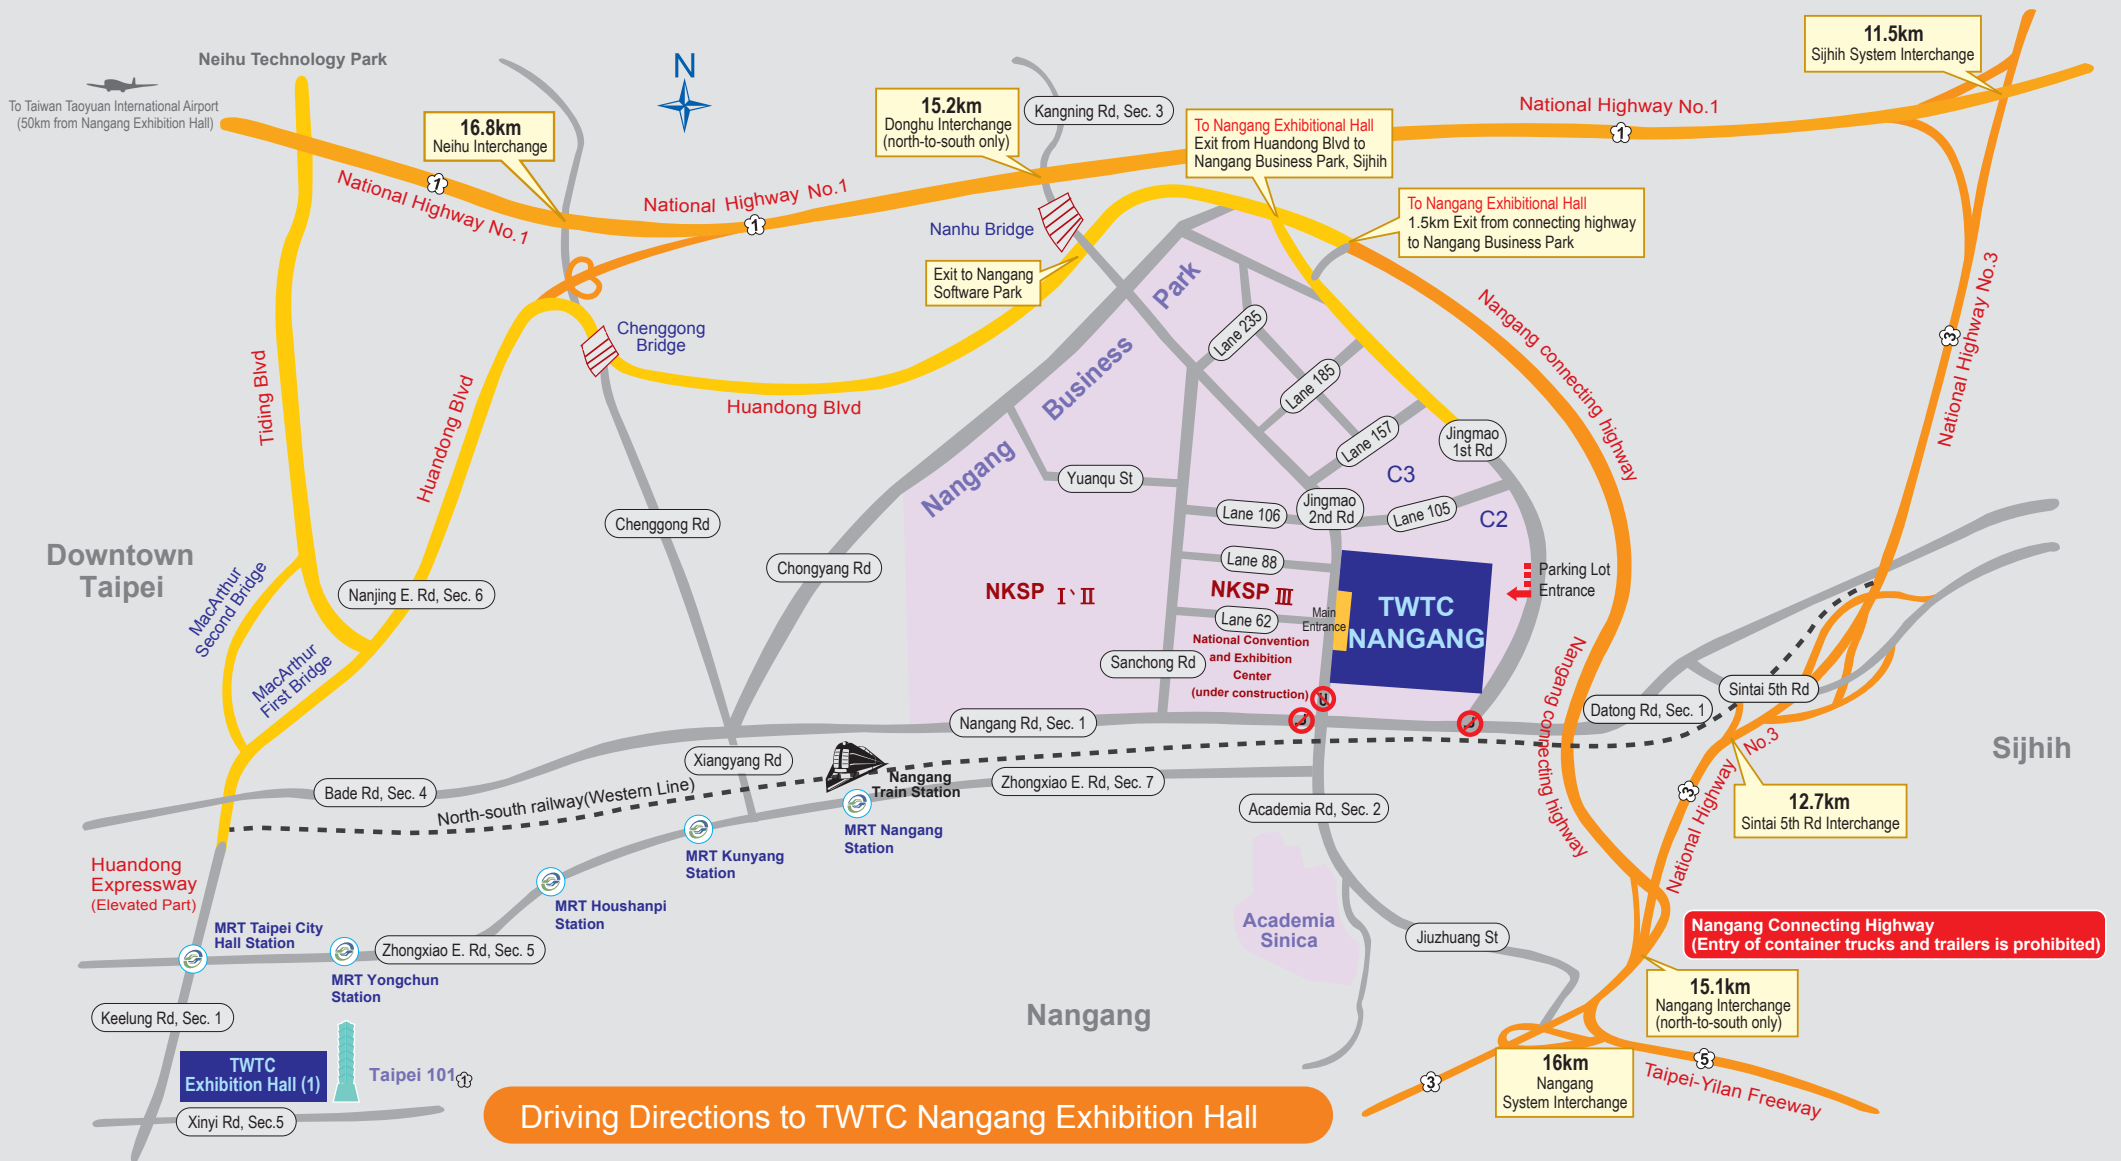 Neihu Technology Park
To Taiwan Taoyuan International Airport
(50km from Nangang Exhibition Hall)
N
16.8km
Neihu Interchange
15.2km
Donghu Interchange
(north-to-south only)
Kangning Rd, Sec. 3
To Nangang Exhibitional Hall
Exit from Huandong Blvd to
Nangang Business Park, Sijhih
National Highway No.1
1
11.5km
Sijhih System Interchange
1
National Highway No.1
National Highway No.1
1
Nanhu Bridge
To Nangang Exhibitional Hall
1.5km Exit from connecting highway
to Nangang Business Park
Exit to Nangang
Software Park
Chenggong
Bridge
Huandong Blvd
Tiding Blvd
Huandong Blvd
Nangang Business Park
Lane 235
Lane 185
Lane 157
Jingmao
1st Rd
Nangang connecting highway
National Highway No.3
3
Yuanqu St
C3
Jingmao
2nd Rd
Lane 106
Lane 105
C2
Chenggong Rd
Chongyang Rd
Lane 88
Downtown
Taipei
MacArthur
Second Bridge
Nanjing E. Rd, Sec. 6
NKSP I、II
NKSP III
Lane 62
Main
Entrance
TWTC
NANGANG
Parking Lot
Entrance
National Convention
and Exhibition
Center
(under construction)
Sanchong Rd
MacArthur
First Bridge
Nangang connecting highway
Nangang Rd, Sec. 1
Datong Rd, Sec. 1
Sintai 5th Rd
Sijhih
Xiangyang Rd
Bade Rd, Sec. 4
North-south railway(Western Line)
Nangang
Train Station
Zhongxiao E. Rd, Sec. 7
Academia Rd, Sec. 2
National Highway No.3
3
12.7km
Sintai 5th Rd Interchange
MRT Nangang
Station
MRT Kunyang
Station
Huandong
Expressway
(Elevated Part)
MRT Houshanpi
Station
MRT Taipei City
Hall Station
Zhongxiao E. Rd, Sec. 5
MRT Yongchun
Station
Academia
Sinica
Jiuzhuang St
Nangang Connecting Highway
(Entry of container trucks and trailers is prohibited)
15.1km
Nangang Interchange
(north-to-south only)
Nangang
Keelung Rd, Sec. 1
TWTC
Exhibition Hall (1)
Taipei 101
1
16km
Nangang
System Interchange
3
5
Taipei-Yilan Freeway
Xinyi Rd, Sec.5
Driving Directions to TWTC Nangang Exhibition Hall